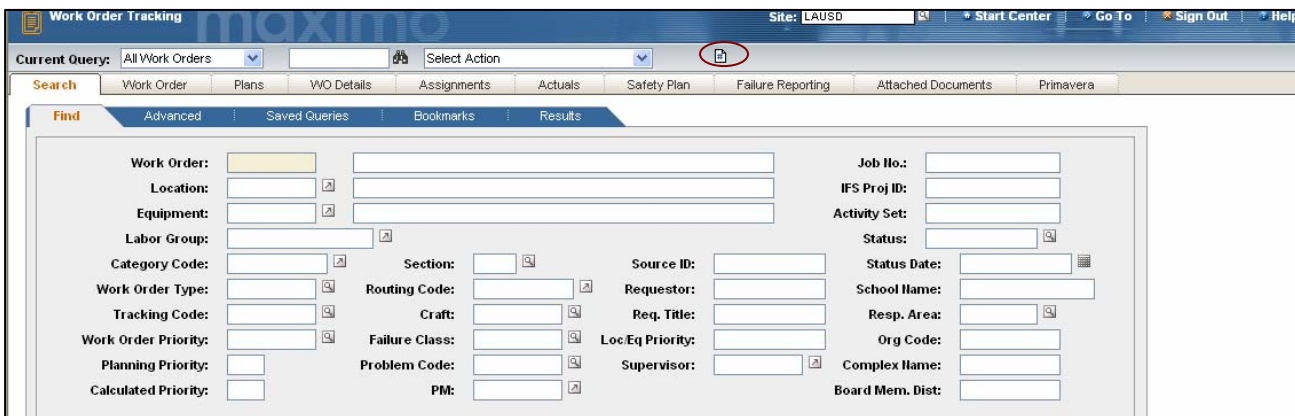 Work Order Tracking maximo Site: LAUSD Start Center Go To Sign Out Help
Current Query: All Work Orders Select Action
Search Work Order Plans WO Details Assignments Actuals Safety Plan Failure Reporting Attached Documents Primavera
Find Advanced Saved Queries Bookmarks Results
Work Order: Job No.:
Location: IFS Proj ID:
Equipment: Activity Set:
Labor Group: Status:
Category Code: Section: Source ID: Status Date:
Work Order Type: Routing Code: Requestor: School Name:
Tracking Code: Craft: Req. Title: Resp. Area:
Work Order Priority: Failure Class: Loc/Eq Priority: Org Code:
Planning Priority: Problem Code: Supervisor: Complex Name:
Calculated Priority: PM: Board Mem. Dist: